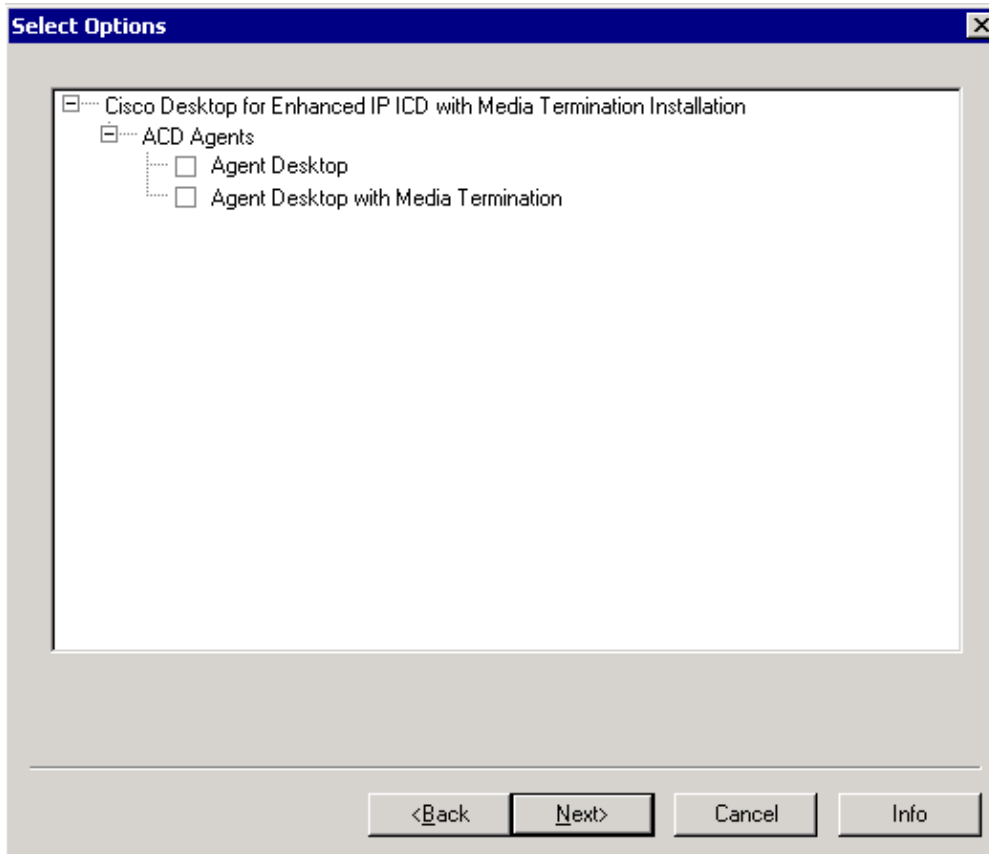 Select Options
Cisco Desktop for Enhanced IP ICD with Media Termination Installation
ACD Agents
Agent Desktop
Agent Desktop with Media Termination
<Back Next> Cancel Info